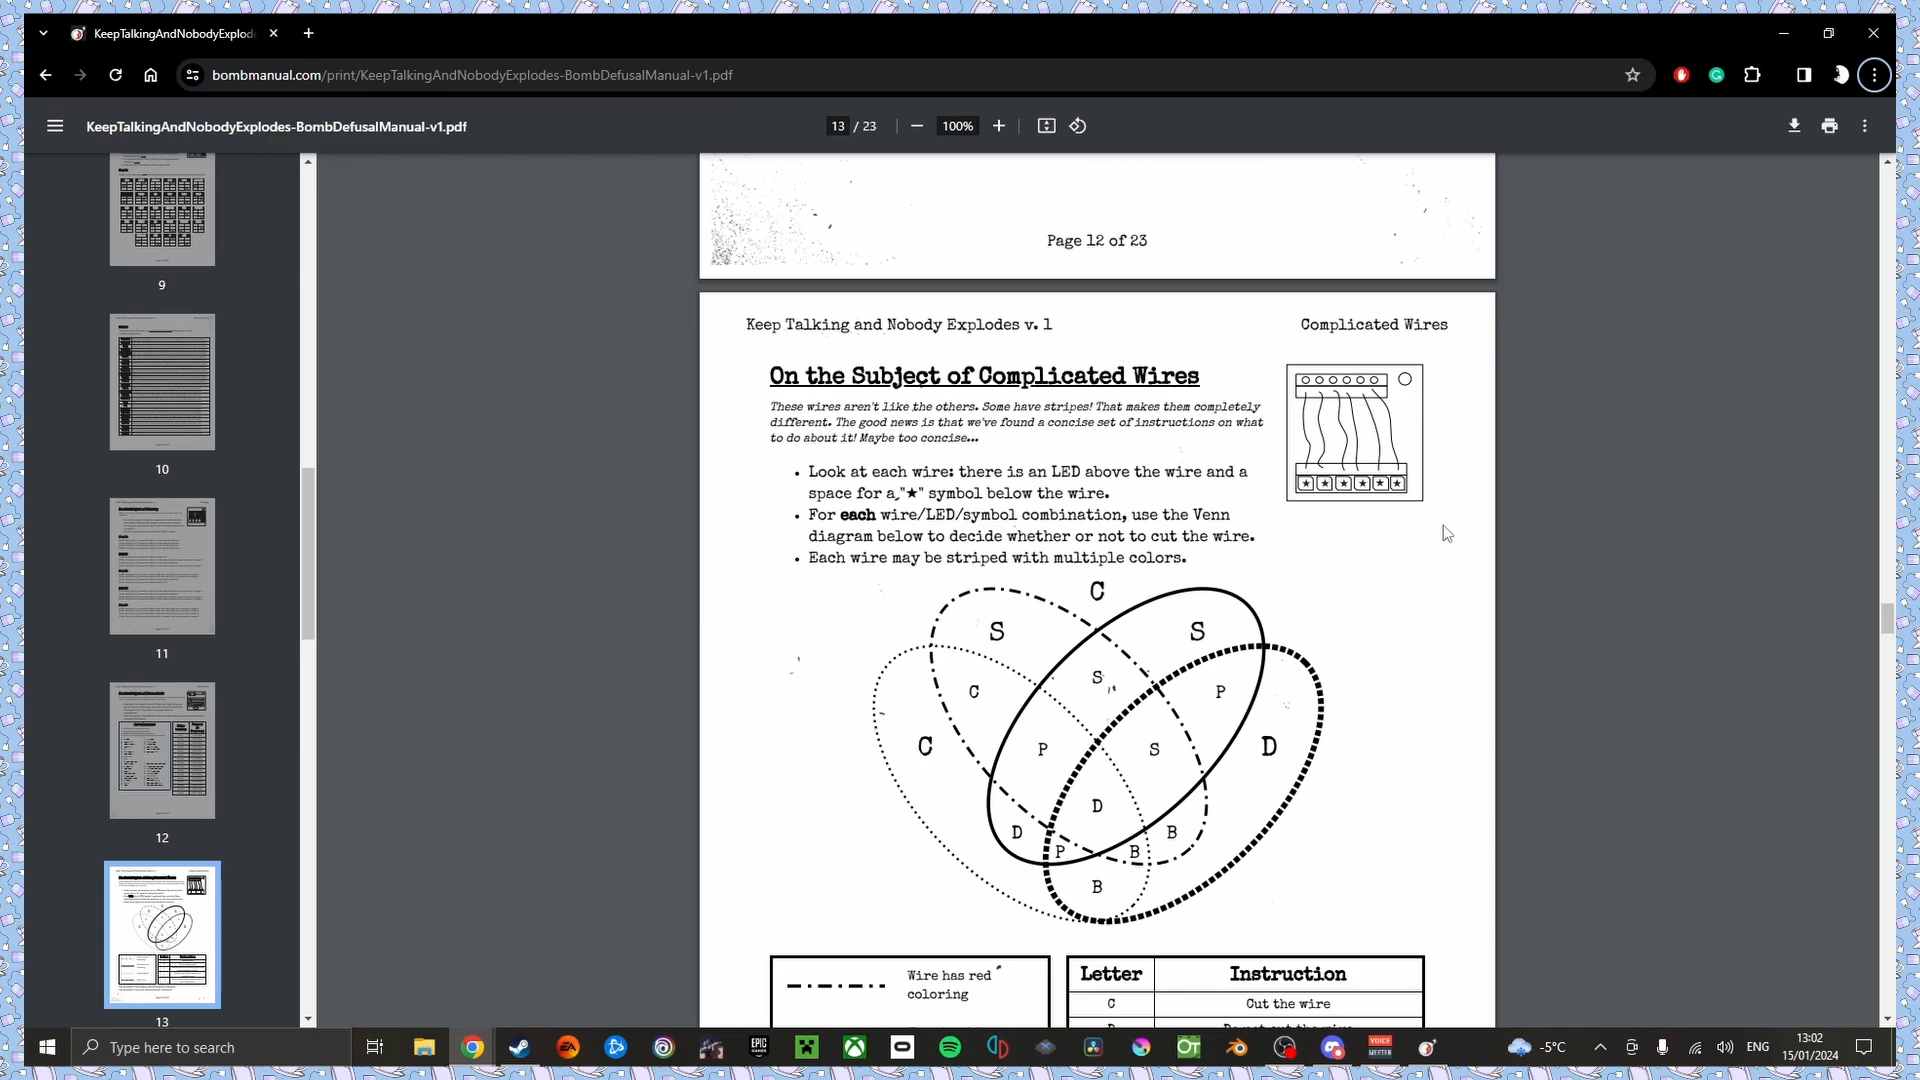 KeepTalkingAndNobodyExplod
bombmanual.com/print/KeepTalkingAndNobodyExplodes-BombDefusalManual-v1.pdf
KeepTalkingAndNobodyExplodes-BombDefusalManual-v1.pdf
13 / 23
100%
9
10
11
12
13
Page 12 of 23
Keep Talking and Nobody Explodes v. 1
Complicated Wires
On the Subject of Complicated Wires
These wires aren't like the others. Some have stripes! That makes them completely
different. The good news is that we've found a concise set of instructions on what
to do about it! Maybe too concise...
• Look at each wire: there is an LED above the wire and a
space for a "★" symbol below the wire.
• For each wire/LED/symbol combination, use the Venn
diagram below to decide whether or not to cut the wire.
• Each wire may be striped with multiple colors.
C
S S
S
C P
C P S D
D
D B
P B
B
Wire has red
coloring
Letter Instruction
C Cut the wire
Type here to search
EA
EPIC GAMES
OT
VOICE MEETER
-5°C
ENG
13:02
15/01/2024